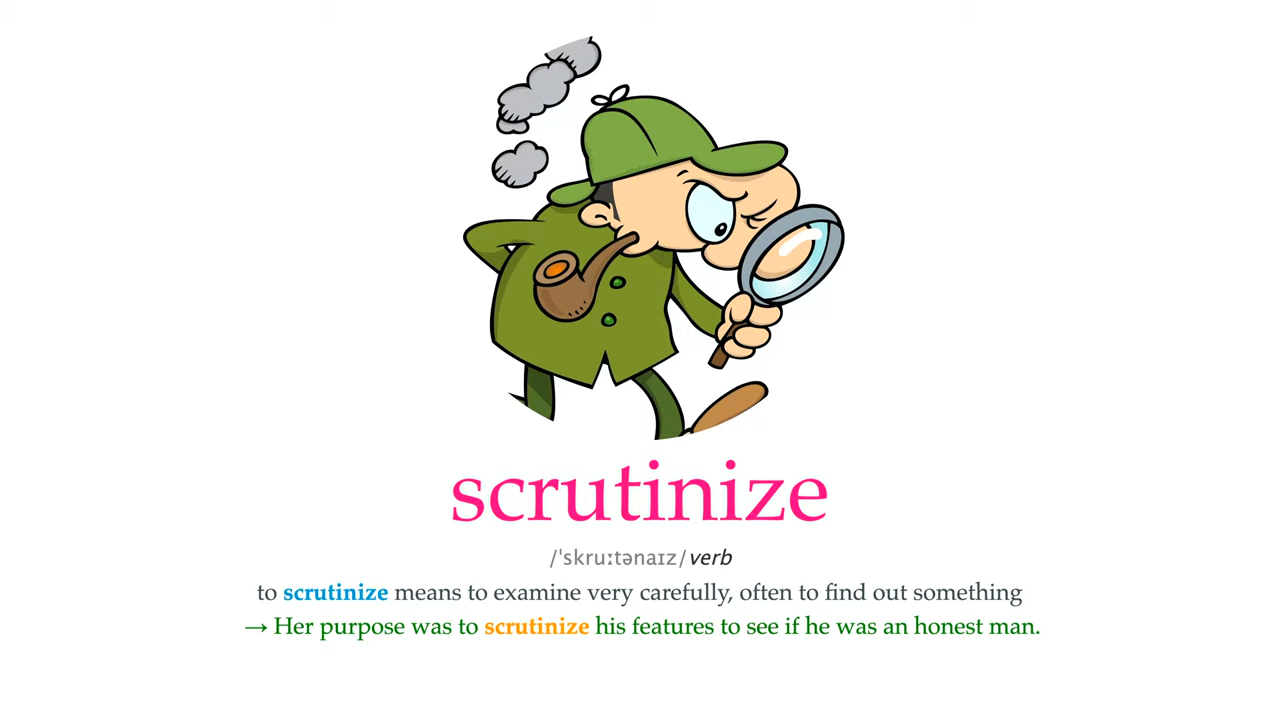 scrutinize
/ˈskruːtənaɪz/ verb
to scrutinize means to examine very carefully, often to find out something
→ Her purpose was to scrutinize his features to see if he was an honest man.